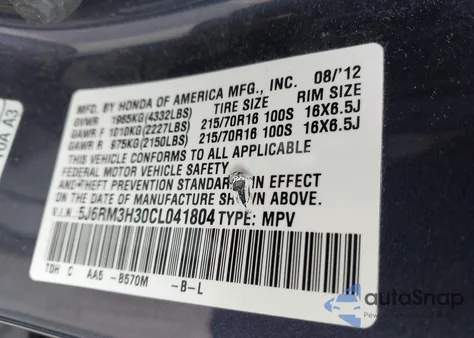 MFD. BY HONDA OF AMERICA MFG., INC. 08/'12
GVWR 1965KG(4332LBS) TIRE SIZE RIM SIZE
GAWR F 1010KG(2227LBS) 215/70R16 100S 16X6.5J
GAWR R 975KG(2150LBS) 215/70R16 100S 16X6.5J
THIS VEHICLE CONFORMS TO ALL APPLICABLE
FEDERAL MOTOR VEHICLE SAFETY AND
THEFT PREVENTION STANDARDS IN EFFECT
ON THE DATE OF MANUFACTURE SHOWN ABOVE.
V.I.N. 5J6RM3H30CL041804 TYPE: MPV
TDH C AA5 -B570M -B-L
10A A3
autoSnap